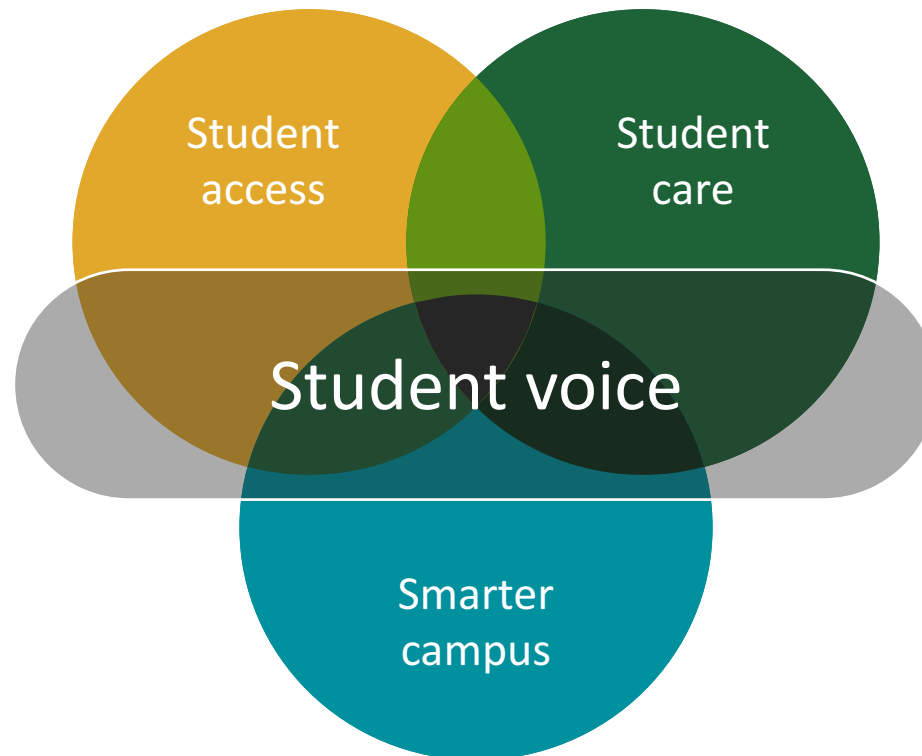 Student
access
Student
care
Student voice
Smarter
campus